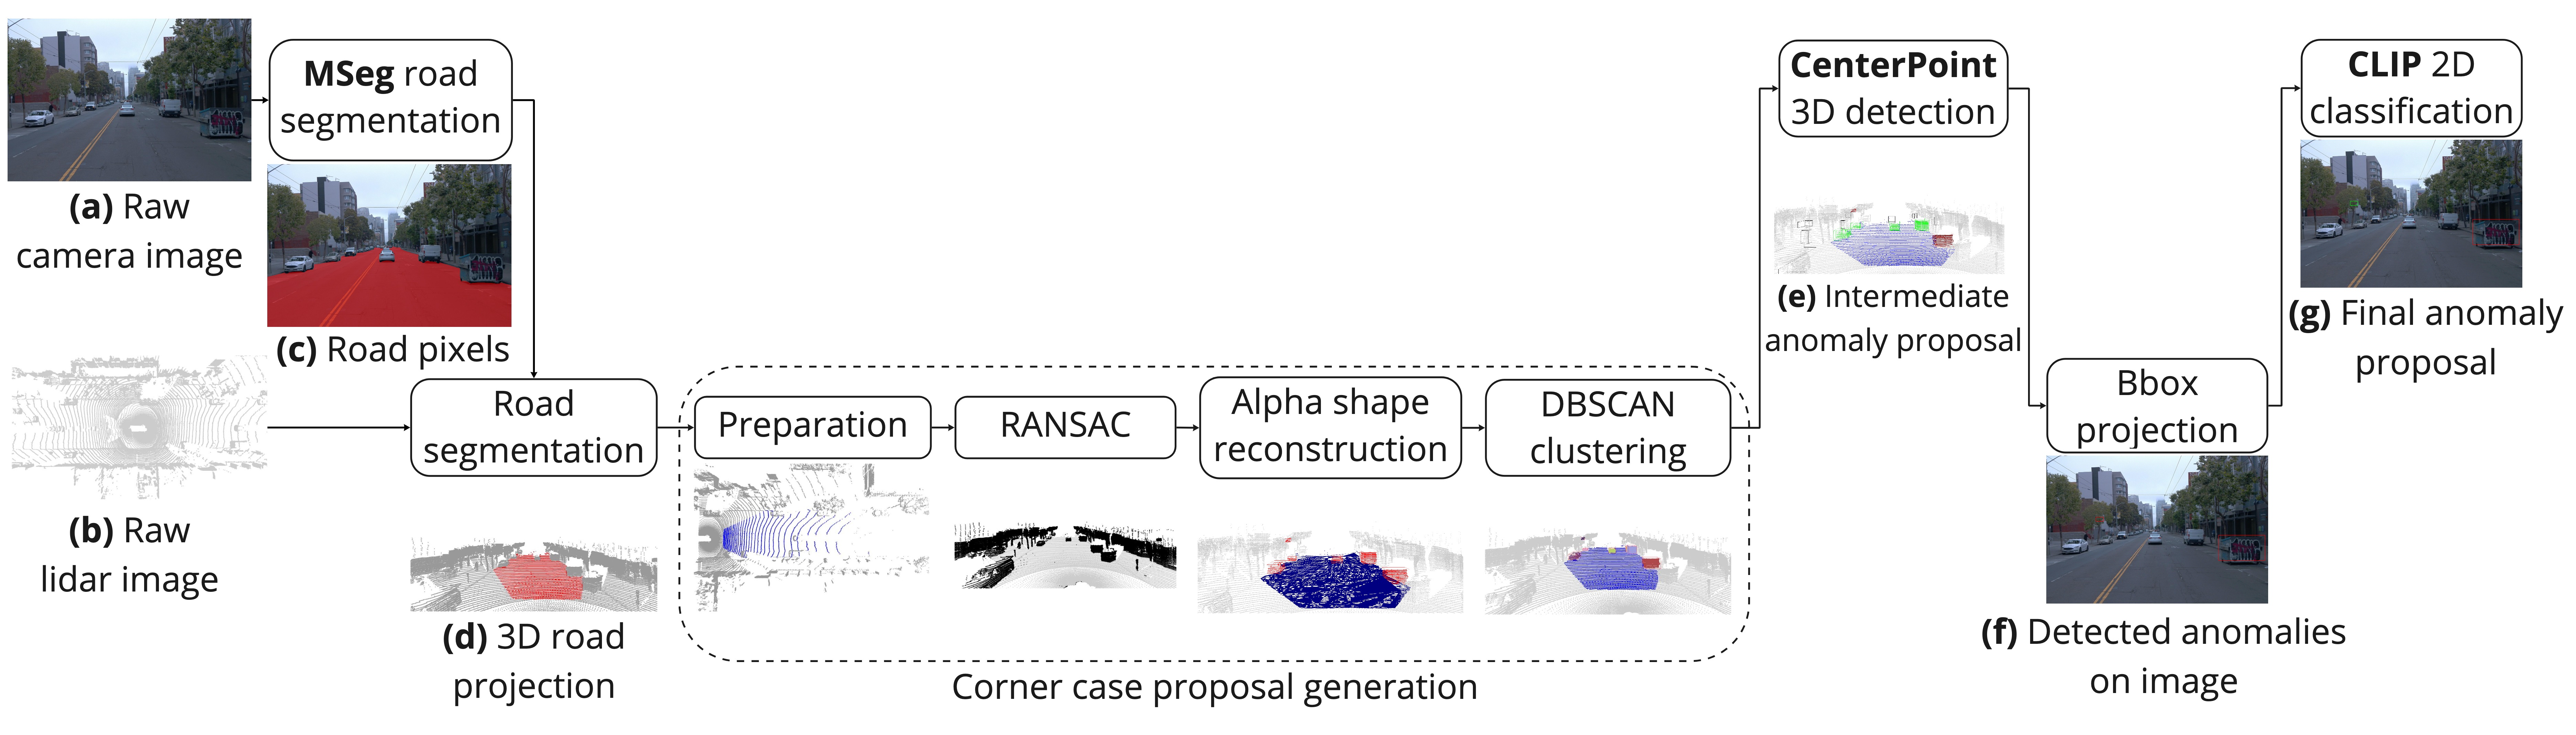 MSeg road
segmentation
(a) Raw
camera image
(c) Road pixels
(b) Raw
lidar image
Road
segmentation
(d) 3D road
projection
Preparation
RANSAC
Alpha shape
reconstruction
DBSCAN
clustering
Corner case proposal generation
CenterPoint
3D detection
(e) Intermediate
anomaly proposal
Bbox
projection
(f) Detected anomalies
on image
CLIP 2D
classification
(g) Final anomaly
proposal